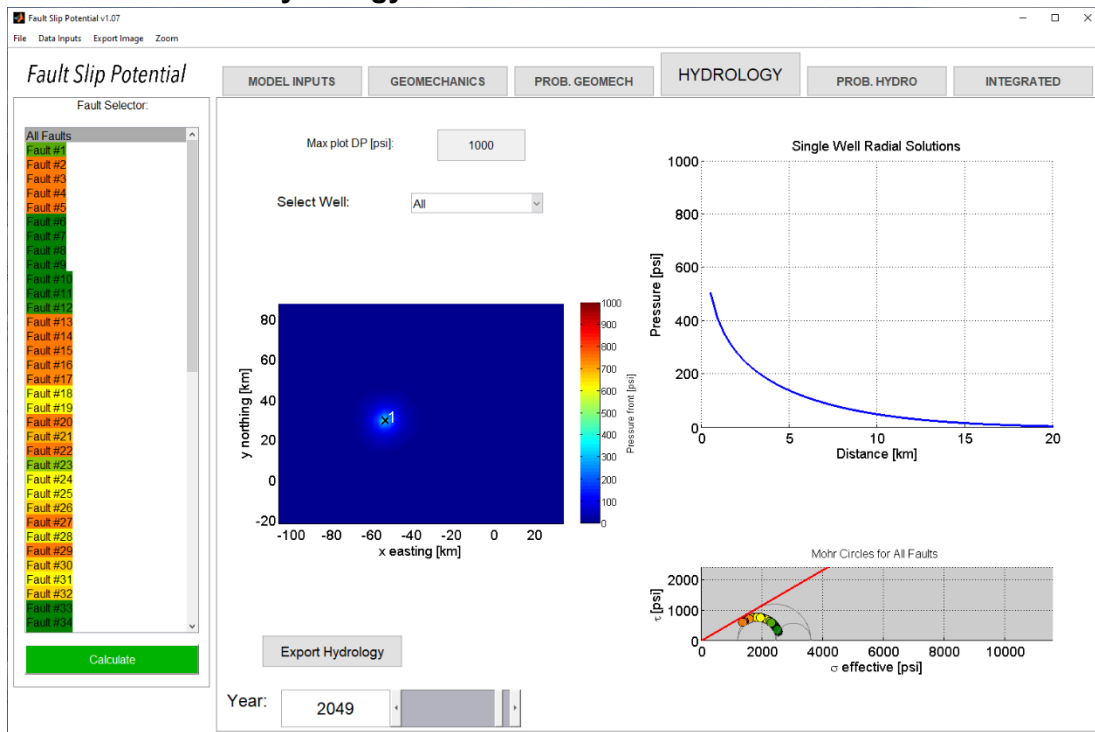 Fault Slip Potential v1.07
File Data Inputs Export Image Zoom
Fault Slip Potential
MODEL INPUTS GEOMECHANICS PROB. GEOMECH HYDROLOGY PROB. HYDRO INTEGRATED
Fault Selector:
All Faults
Fault #1
Fault #2
Fault #3
Fault #4
Fault #5
Fault #6
Fault #7
Fault #8
Fault #9
Fault #10
Fault #11
Fault #12
Fault #13
Fault #14
Fault #15
Fault #16
Fault #17
Fault #18
Fault #19
Fault #20
Fault #21
Fault #22
Fault #23
Fault #24
Fault #25
Fault #26
Fault #27
Fault #28
Fault #29
Fault #30
Fault #31
Fault #32
Fault #33
Fault #34
Calculate
Max plot DP [psi]: 1000
Select Well: All
80
60
40
20
0
-20
y northing [km]
1
-100 -80 -60 -40 -20 0 20
x easting [km]
1000
900
800
700
600
500
400
300
200
100
0
Pressure front [psi]
Export Hydrology
Year: 2049
Single Well Radial Solutions
1000
800
600
400
200
0
Pressure [psi]
0 5 10 15 20
Distance [km]
Mohr Circles for All Faults
2000
1000
0
τ [psi]
0 2000 4000 6000 8000 10000
σ effective [psi]